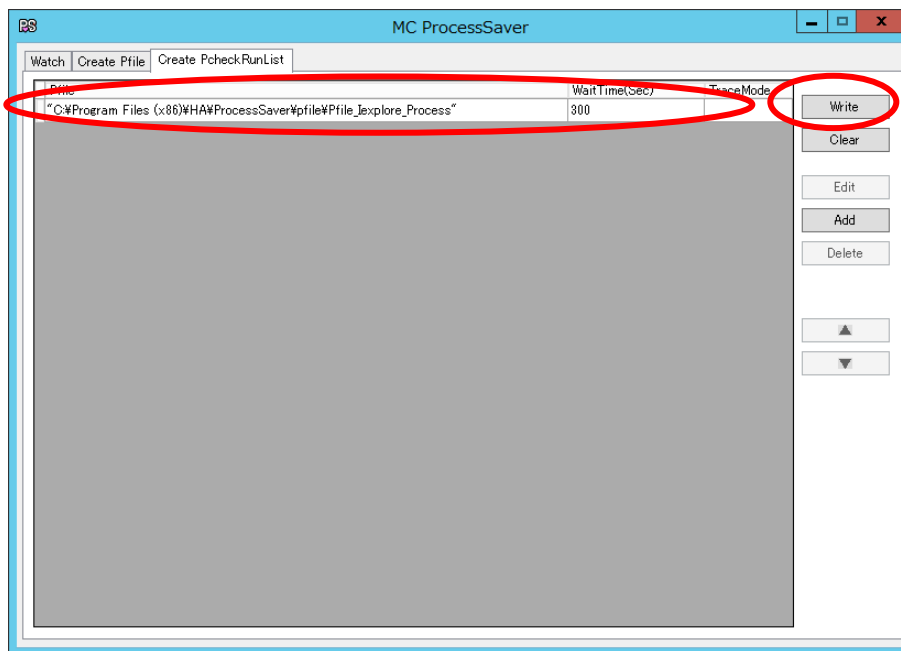 PS MC ProcessSaver
Watch Create Pfile Create PcheckRunList
Pfile WaitTime(Sec) TraceMode
"C:¥Program Files (x86)¥HA¥ProcessSaver¥pfile¥Pfile_Iexplore_Process" 300
Write
Clear
Edit
Add
Delete